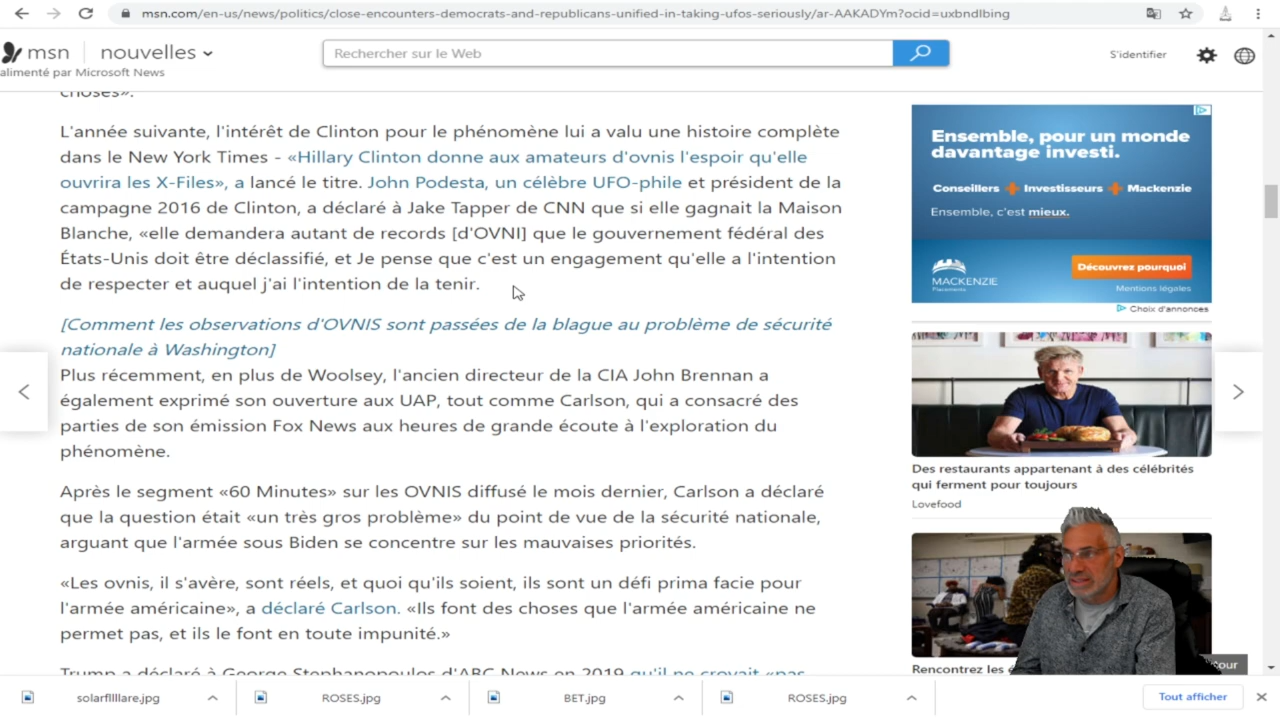 msn.com/en-us/news/politics/close-encounters-democrats-and-republicans-unified-in-taking-ufos-seriously/ar-AAKADYm?ocid=uxbndlbing
msn nouvelles
alimenté par Microsoft News
Rechercher sur le Web
S'identifier
choses».
L'année suivante, l'intérêt de Clinton pour le phénomène lui a valu une histoire complète
dans le New York Times - «Hillary Clinton donne aux amateurs d'ovnis l'espoir qu'elle
ouvrira les X-Files», a lancé le titre. John Podesta, un célèbre UFO-phile et président de la
campagne 2016 de Clinton, a déclaré à Jake Tapper de CNN que si elle gagnait la Maison
Blanche, «elle demandera autant de records [d'OVNI] que le gouvernement fédéral des
États-Unis doit être déclassifié, et Je pense que c'est un engagement qu'elle a l'intention
de respecter et auquel j'ai l'intention de la tenir.
[Comment les observations d'OVNIS sont passées de la blague au problème de sécurité
nationale à Washington]
Plus récemment, en plus de Woolsey, l'ancien directeur de la CIA John Brennan a
également exprimé son ouverture aux UAP, tout comme Carlson, qui a consacré des
parties de son émission Fox News aux heures de grande écoute à l'exploration du
phénomène.
Après le segment «60 Minutes» sur les OVNIS diffusé le mois dernier, Carlson a déclaré
que la question était «un très gros problème» du point de vue de la sécurité nationale,
arguant que l'armée sous Biden se concentre sur les mauvaises priorités.
«Les ovnis, il s'avère, sont réels, et quoi qu'ils soient, ils sont un défi prima facie pour
l'armée américaine», a déclaré Carlson. «Ils font des choses que l'armée américaine ne
permet pas, et ils le font en toute impunité.»
Trump a déclaré à George Stephanopoulos d'ABC News en 2019 qu'il ne croyait «pas
Ensemble, pour un monde
davantage investi.
Conseillers + Investisseurs + Mackenzie
Ensemble, c'est mieux.
MACKENZIE
Placements
Découvrez pourquoi
Mentions légales
Choix d'annonces
Des restaurants appartenant à des célébrités
qui ferment pour toujours
Lovefood
Rencontrez les
solarfllllare.jpg
ROSES.jpg
BET.jpg
ROSES.jpg
Tout afficher